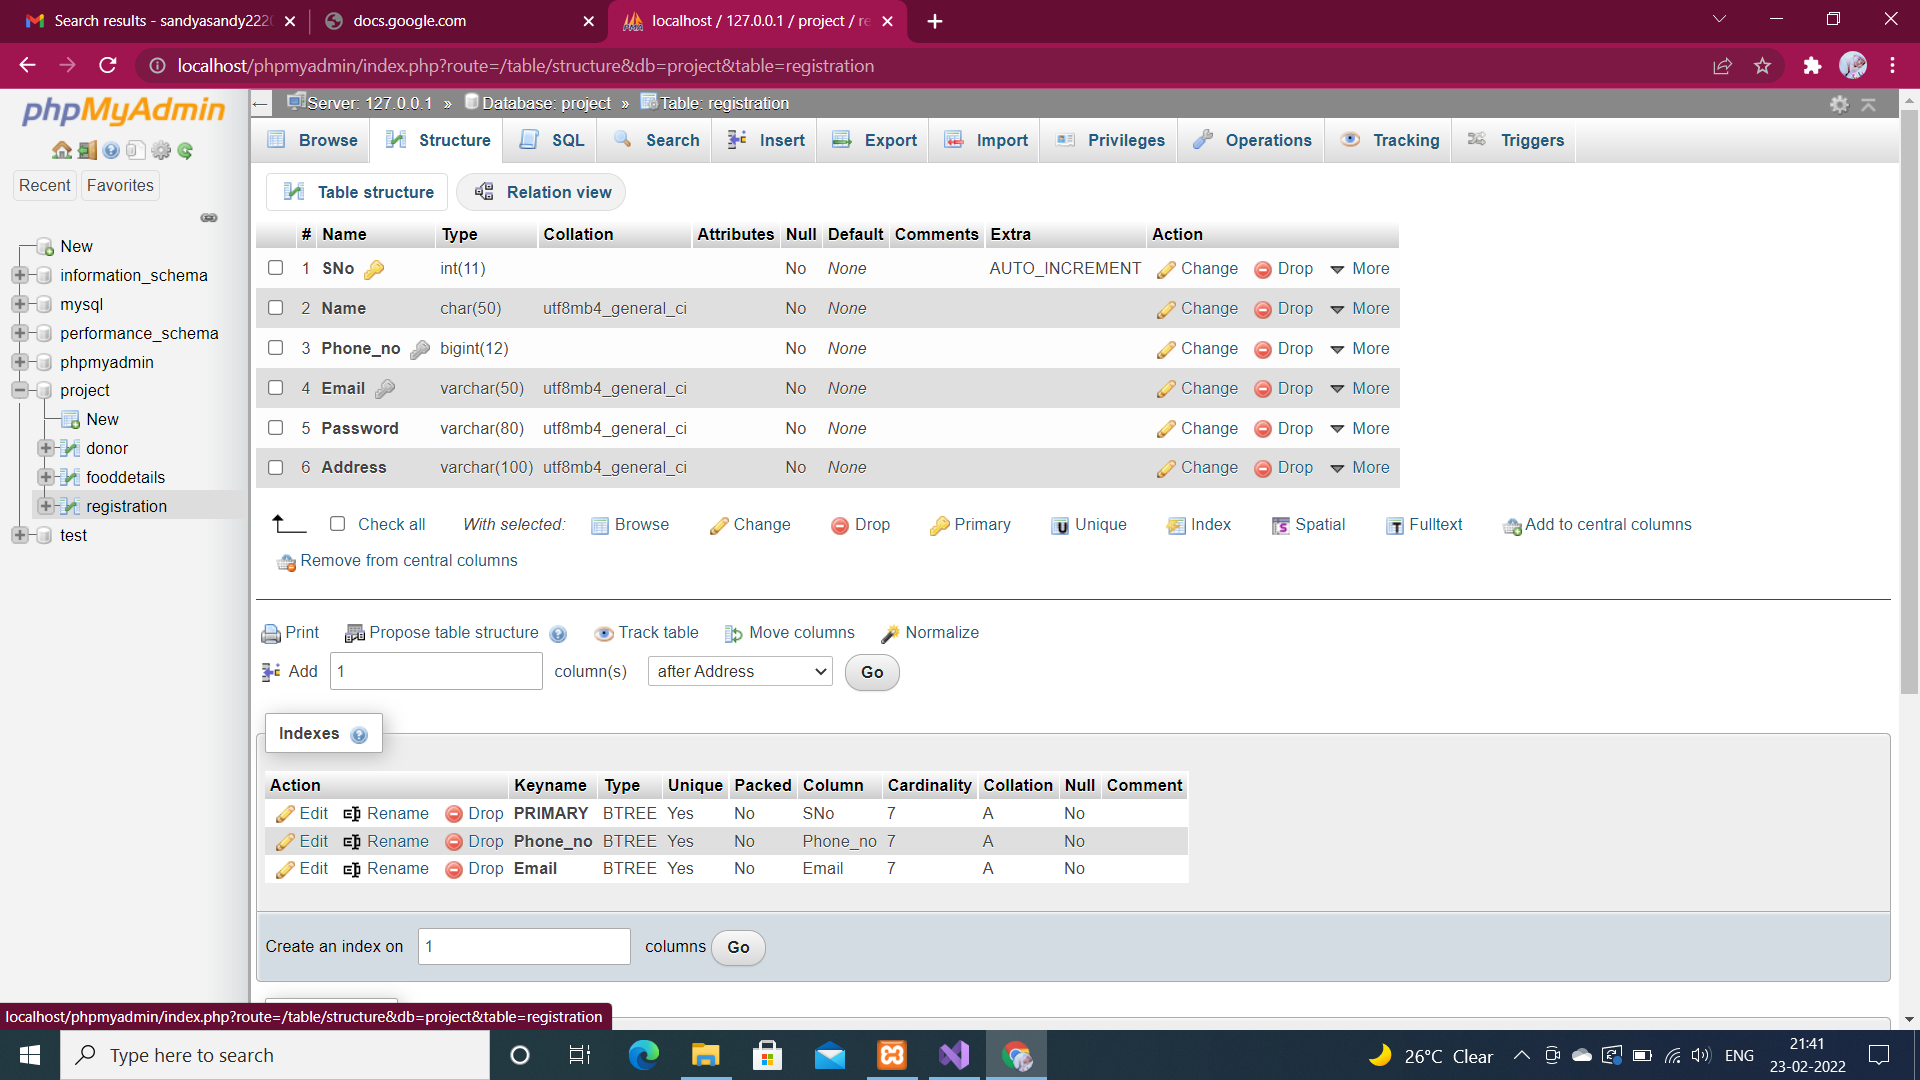 Search results - sandyasandy222
docs.google.com
localhost / 127.0.0.1 / project / re
localhost/phpmyadmin/index.php?route=/table/structure&db=project&table=registration
phpMyAdmin
Recent
Favorites
New
information_schema
mysql
performance_schema
phpmyadmin
project
New
donor
fooddetails
registration
test
Server: 127.0.0.1 » Database: project » Table: registration
Browse Structure SQL Search Insert Export Import Privileges Operations Tracking Triggers
Table structure Relation view
# Name Type Collation Attributes Null Default Comments Extra Action
1 SNo int(11) No None AUTO_INCREMENT Change Drop More
2 Name char(50) utf8mb4_general_ci No None Change Drop More
3 Phone_no bigint(12) No None Change Drop More
4 Email varchar(50) utf8mb4_general_ci No None Change Drop More
5 Password varchar(80) utf8mb4_general_ci No None Change Drop More
6 Address varchar(100) utf8mb4_general_ci No None Change Drop More
Check all With selected: Browse Change Drop Primary Unique Index Spatial Fulltext Add to central columns
Remove from central columns
Print Propose table structure Track table Move columns Normalize
Add 1 column(s) after Address Go
Indexes
Action Keyname Type Unique Packed Column Cardinality Collation Null Comment
Edit Rename Drop PRIMARY BTREE Yes No SNo 7 A No
Edit Rename Drop Phone_no BTREE Yes No Phone_no 7 A No
Edit Rename Drop Email BTREE Yes No Email 7 A No
Create an index on 1 columns Go
localhost/phpmyadmin/index.php?route=/table/structure&db=project&table=registration
Type here to search
26°C Clear
ENG
21:41
23-02-2022